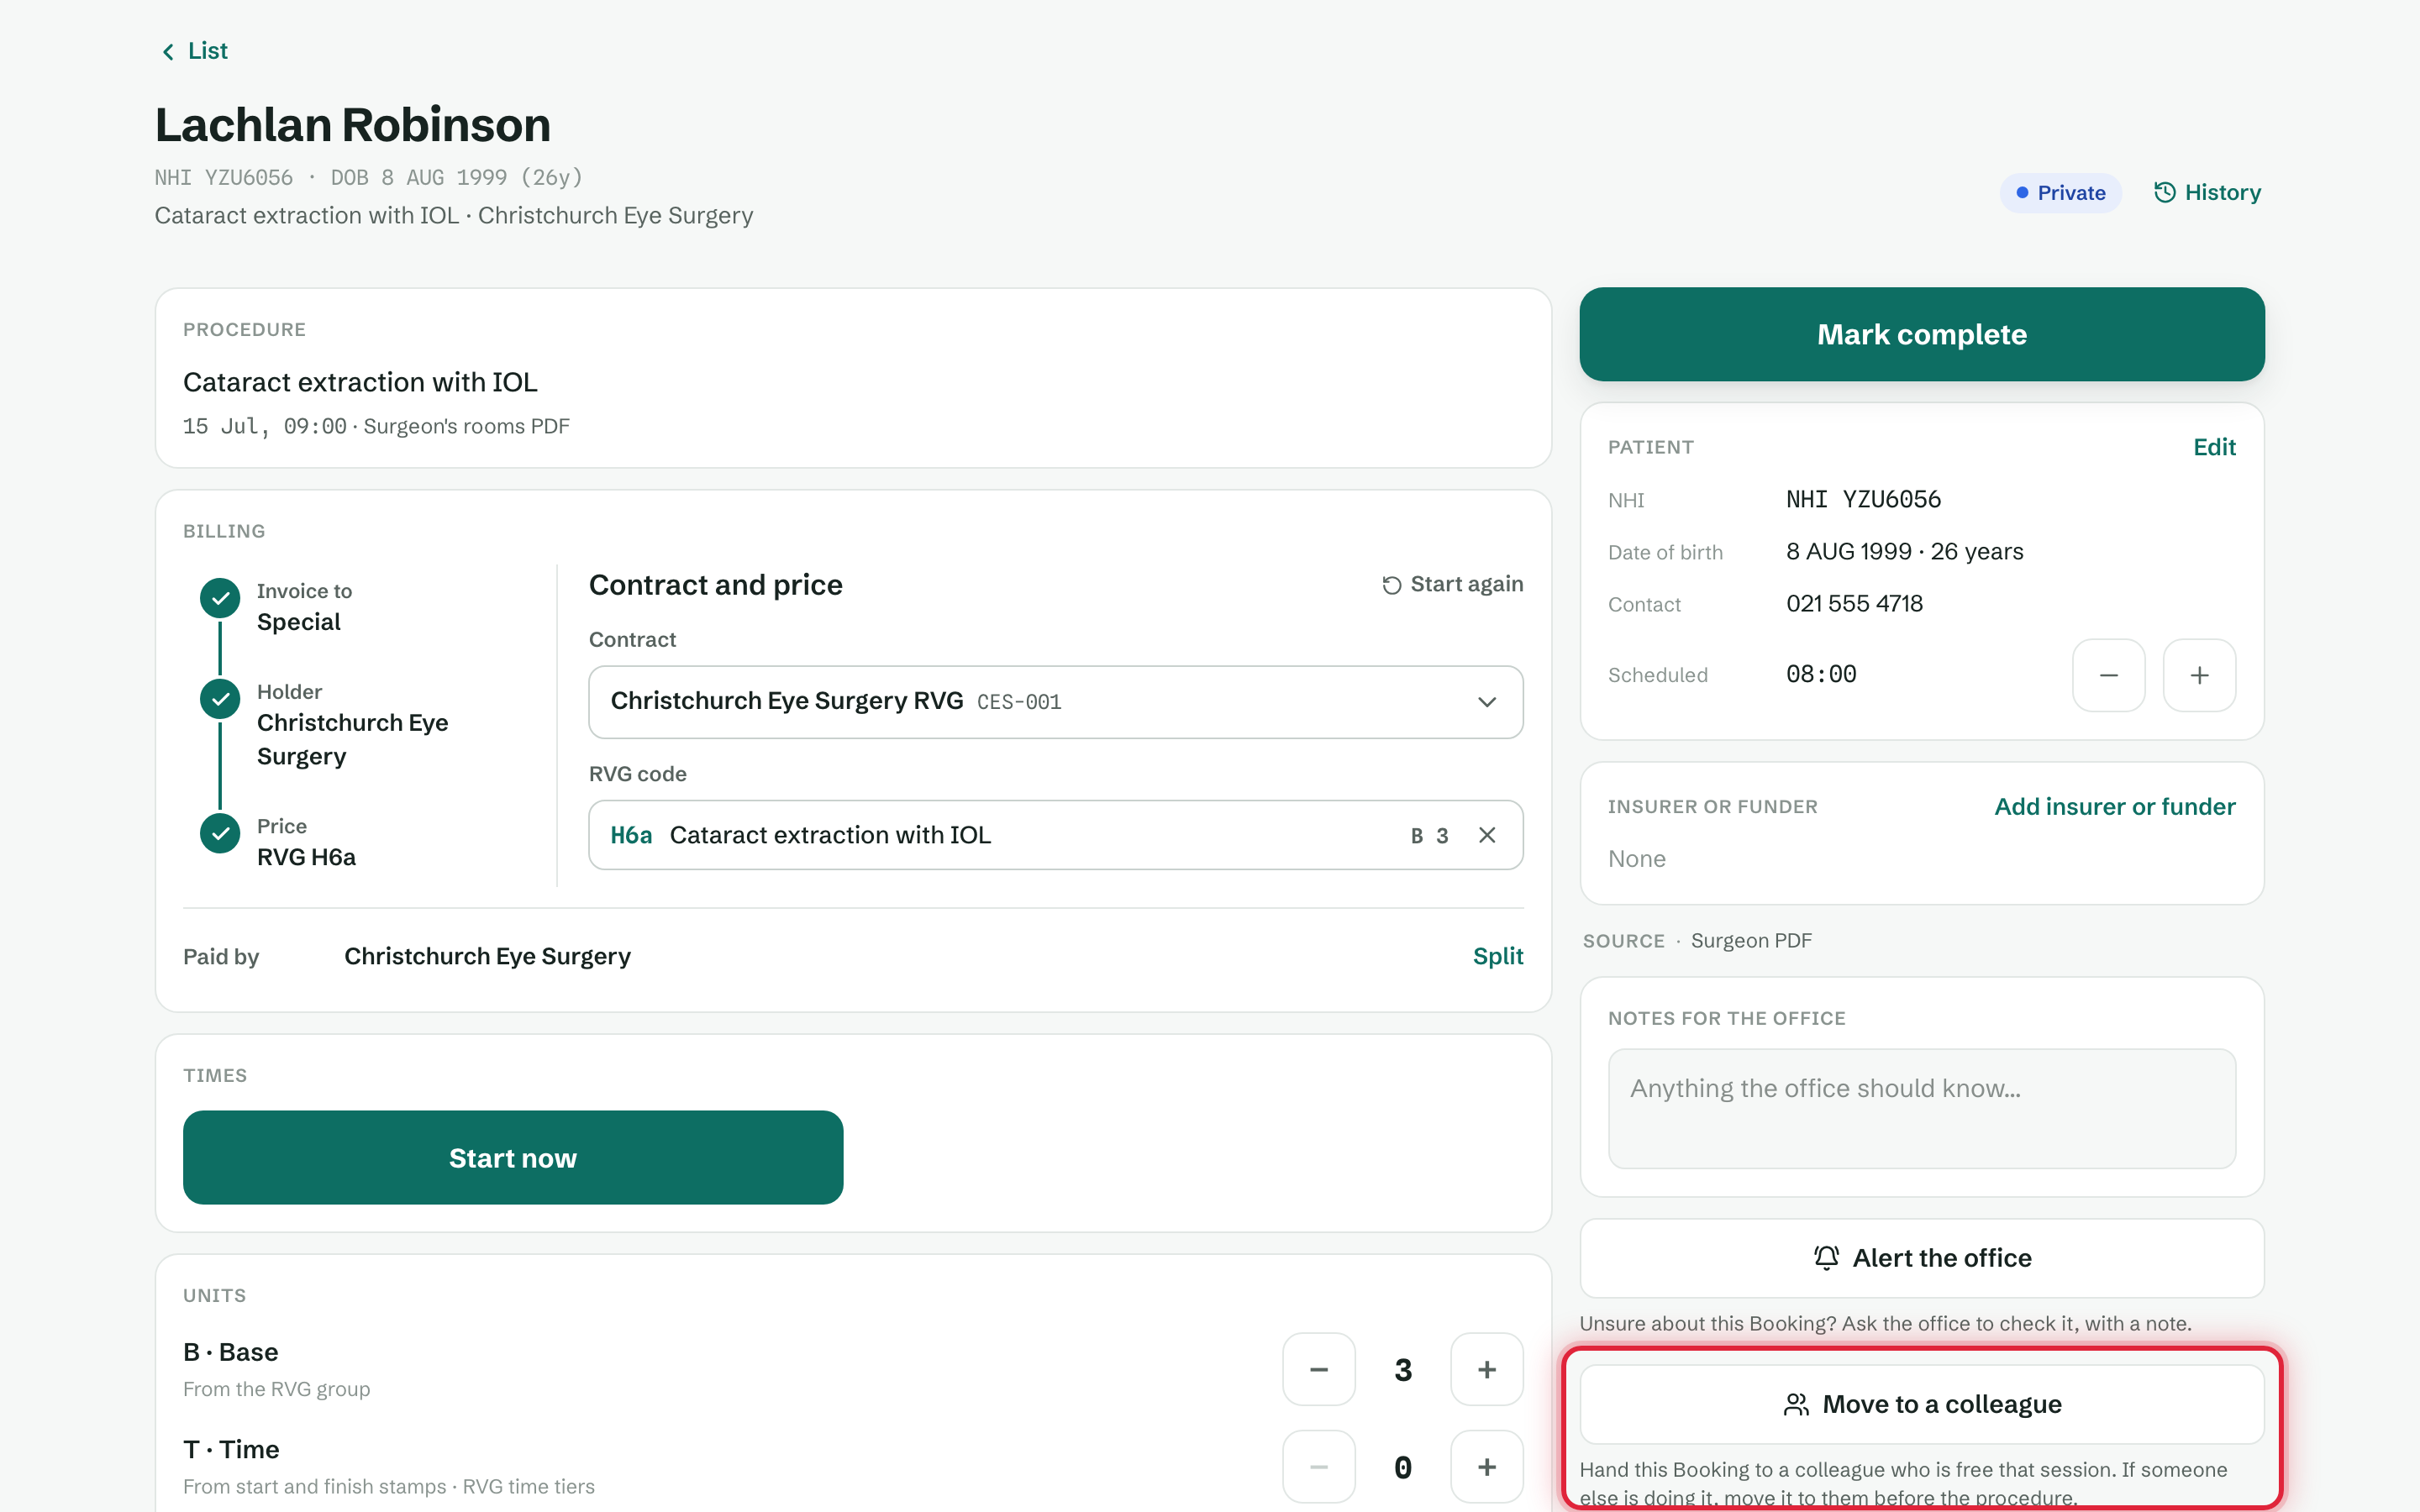 List
Lachlan Robinson
NHI YZU6056 · DOB 8 AUG 1999 (26y)
Cataract extraction with IOL · Christchurch Eye Surgery
Private
History
PROCEDURE
Cataract extraction with IOL
15 Jul, 09:00 · Surgeon's rooms PDF
BILLING
Invoice to
Special
Holder
Christchurch Eye
Surgery
Price
RVG H6a
Contract and price
Start again
Contract
Christchurch Eye Surgery RVG CES-001
RVG code
H6a Cataract extraction with IOL B 3
Paid by Christchurch Eye Surgery Split
TIMES
Start now
UNITS
B · Base
From the RVG group
− 3 +
T · Time
From start and finish stamps · RVG time tiers
− 0 +
Mark complete
PATIENT Edit
NHI NHI YZU6056
Date of birth 8 AUG 1999 · 26 years
Contact 021 555 4718
Scheduled 08:00 − +
INSURER OR FUNDER Add insurer or funder
None
SOURCE · Surgeon PDF
NOTES FOR THE OFFICE
Anything the office should know...
Alert the office
Unsure about this Booking? Ask the office to check it, with a note.
Move to a colleague
Hand this Booking to a colleague who is free that session. If someone
else is doing it, move it to them before the procedure.